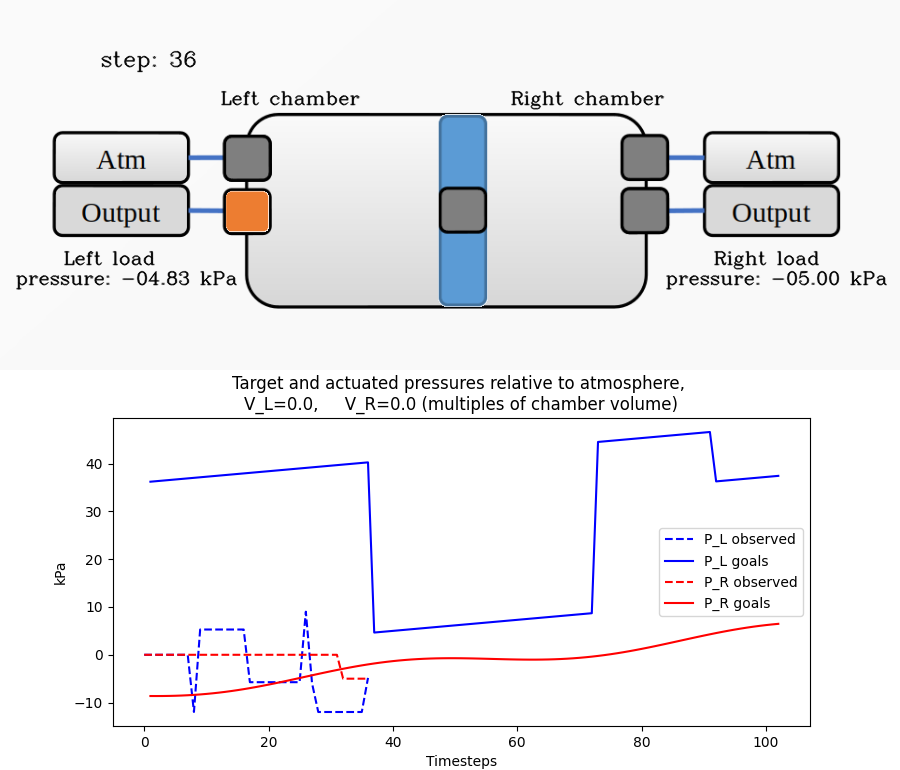 step: 36
Left chamber
Right chamber
Atm
Atm
Output
Output
Left load
pressure: -04.83 kPa
Right load
pressure: -05.00 kPa
Target and actuated pressures relative to atmosphere,
V_L=0.0, V_R=0.0 (multiples of chamber volume)
kPa
40
30
20
10
0
−10
P_L observed
P_L goals
P_R observed
P_R goals
0 20 40 60 80 100
Timesteps